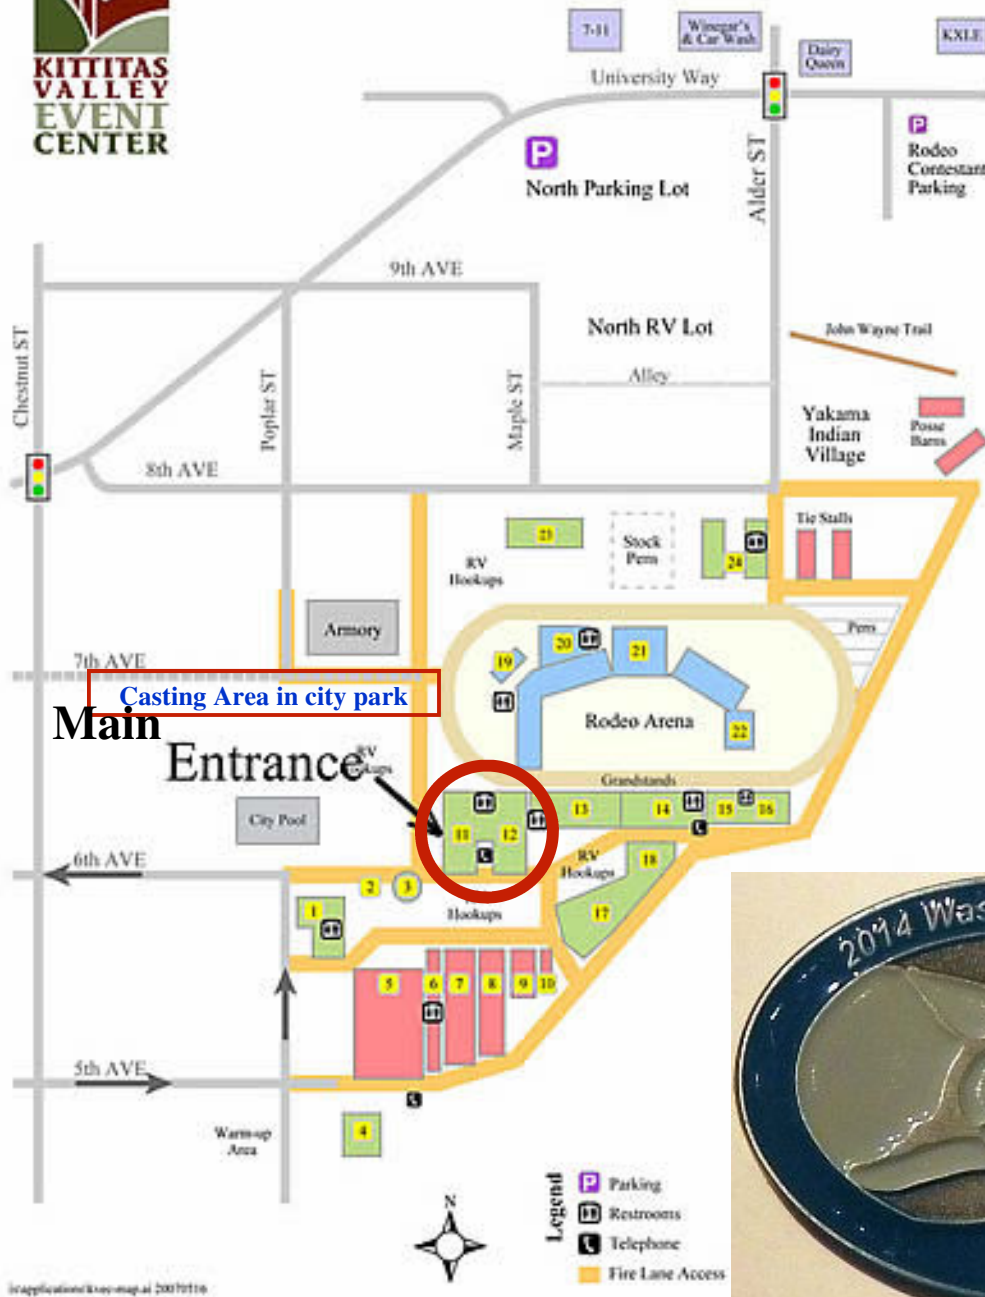 KITTITAS
VALLEY
EVENT
CENTER
7-11
Winegar's
& Car Wash
Dairy
Queen
KXLE
University Way
P
North Parking Lot
Alder ST
P
Rodeo
Contestant
Parking
9th AVE
North RV Lot
John Wayne Trail
Chestnut ST
Poplar ST
Maple ST
Alley
Yakama
Indian
Village
Posse
Barns
8th AVE
23
RV
Hookups
Stock
Pens
24
Tie Stalls
Armory
Pens
7th AVE
Casting Area in city park
19
20
21
22
Rodeo Arena
Main
Entrance
RV
Hookups
Grandstands
City Pool
11
12
13
14
15
16
6th AVE
RV
Hookups
18
17
1
2
3
Hookups
5
6
7
8
9
10
5th AVE
4
Warm-up
Area
2014 Was
N
Legend
P Parking
Restrooms
Telephone
Fire Lane Access